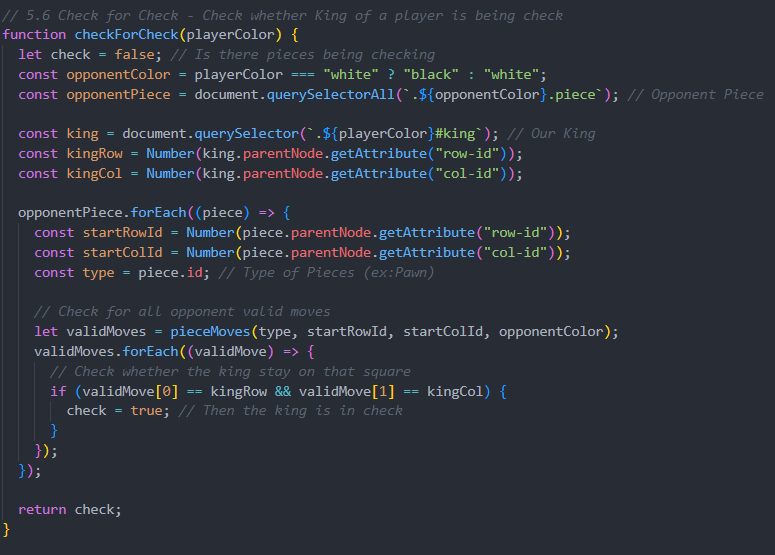 // 5.6 Check for Check - Check whether King of a player is being check
function checkForCheck(playerColor) {
let check = false; // Is there pieces being checking
const opponentColor = playerColor === "white" ? "black" : "white";
const opponentPiece = document.querySelectorAll(`.${opponentColor}.piece`); // Opponent Piece
const king = document.querySelector(`.${playerColor}#king`); // Our King
const kingRow = Number(king.parentNode.getAttribute("row-id"));
const kingCol = Number(king.parentNode.getAttribute("col-id"));
opponentPiece.forEach((piece) => {
const startRowId = Number(piece.parentNode.getAttribute("row-id"));
const startColId = Number(piece.parentNode.getAttribute("col-id"));
const type = piece.id; // Type of Pieces (ex:Pawn)
// Check for all opponent valid moves
let validMoves = pieceMoves(type, startRowId, startColId, opponentColor);
validMoves.forEach((validMove) => {
// Check whether the king stay on that square
if (validMove[0] == kingRow && validMove[1] == kingCol) {
check = true; // Then the king is in check
}
});
});
return check;
}